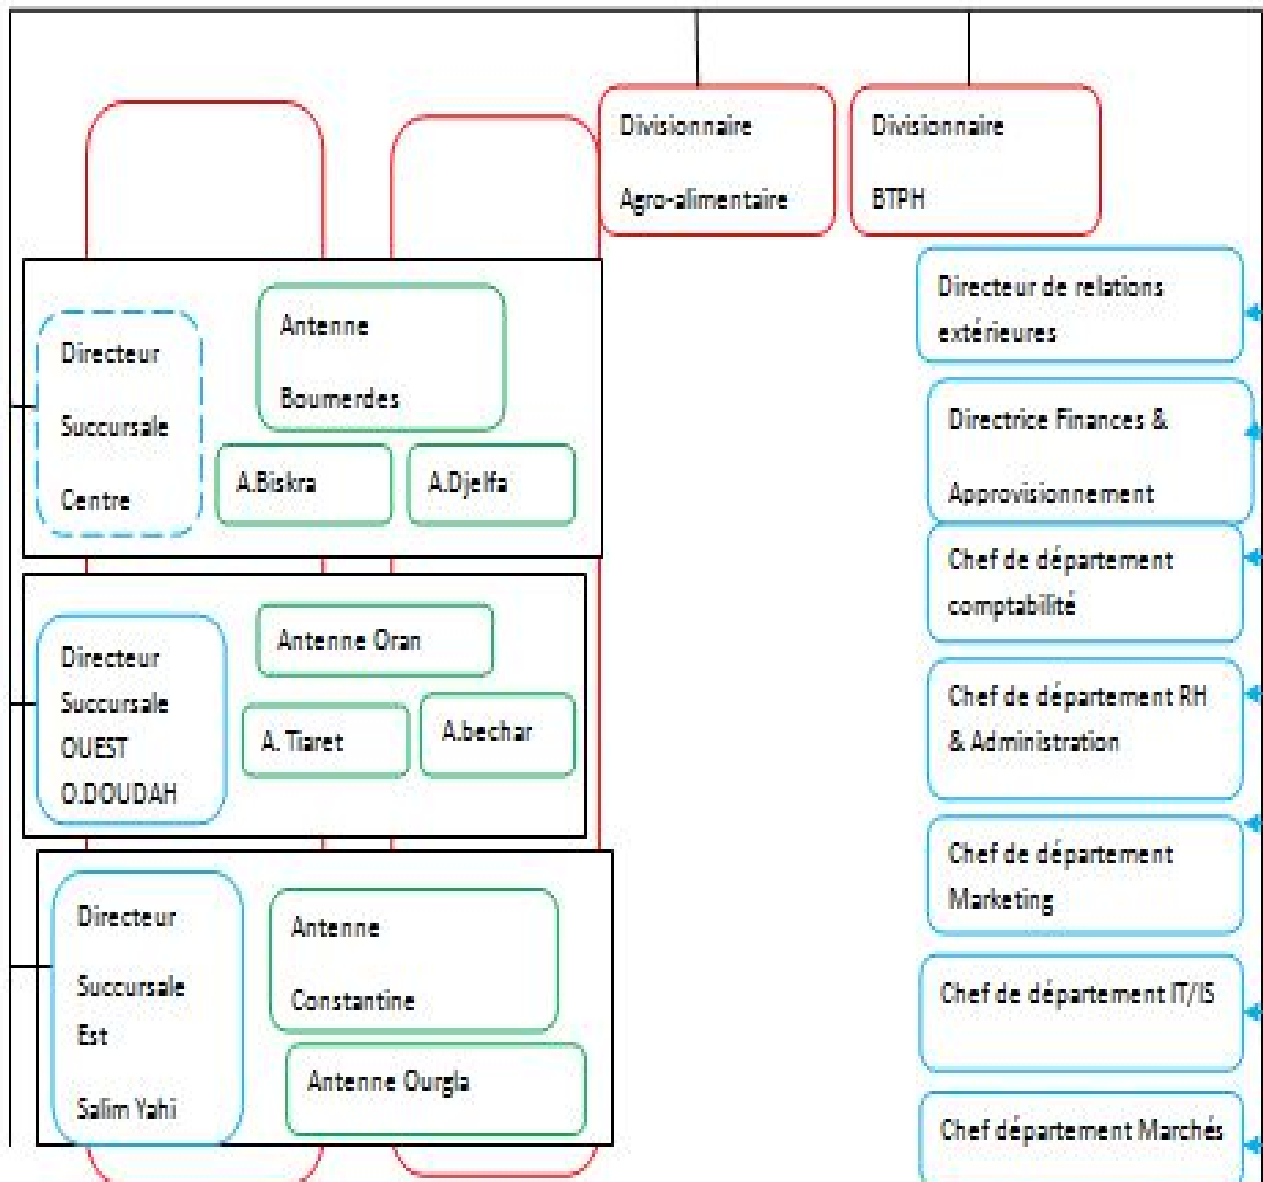 Divisionnaire
Agro-alimentaire
Divisionnaire
BTPH
Directeur
Succursale
Centre
Antenne
Boumerdes
A.Biskra
A.Djelfa
Directeur
Succursale
OUEST
O.DOUDAH
Antenne Oran
A. Tiaret
A.bechar
Directeur
Succursale
Est
Salim Yahi
Antenne
Constantine
Antenne Ourgla
Directeur de relations
extérieures
Directrice Finances &
Approvisionnement
Chef de département
comptabilité
Chef de département RH
& Administration
Chef de département
Marketing
Chef de département IT/IS
Chef département Marchés